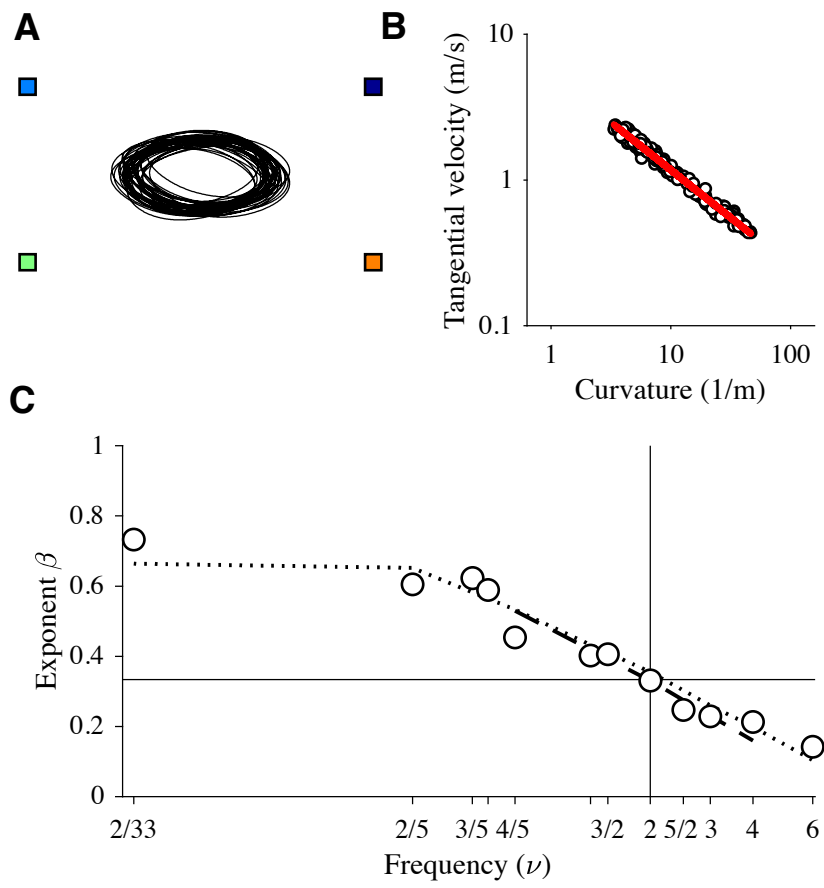 A
B
10
1
0.1
Tangential velocity (m/s)
1 10 100
Curvature (1/m)
C
1
0.8
0.6
0.4
0.2
0
Exponent β
2/33 2/5 3/5 4/5 3/2 2 5/2 3 4 6
Frequency (ν)